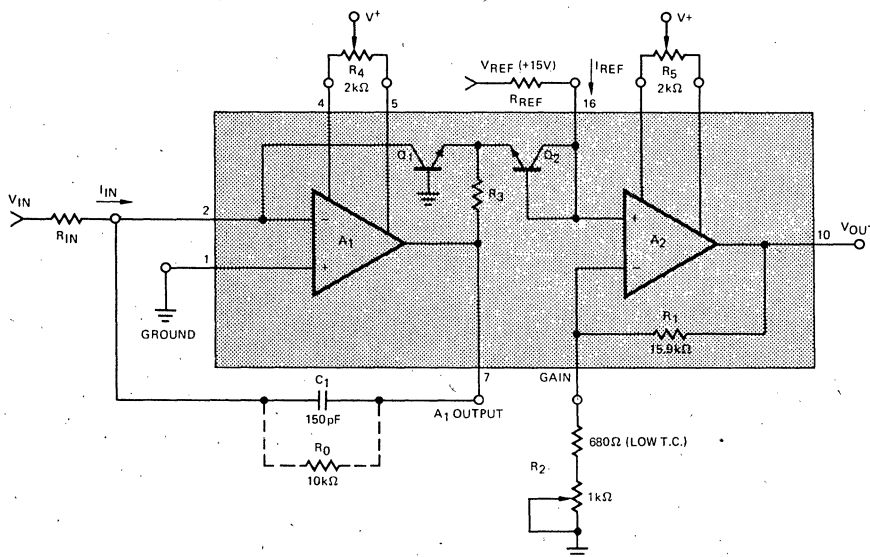 V+
V+
R4
2kΩ
VREF (+15V)
RREF
IREF
R5
2kΩ
4
5
16
Q1
Q2
R3
VIN
IIN
RIN
2
1
A1
A2
−
+
+
−
10
VOUT
GROUND
R1
15.9kΩ
7
GAIN
C1
150pF
A1 OUTPUT
R0
10kΩ
680Ω (LOW T.C.)
R2
1kΩ